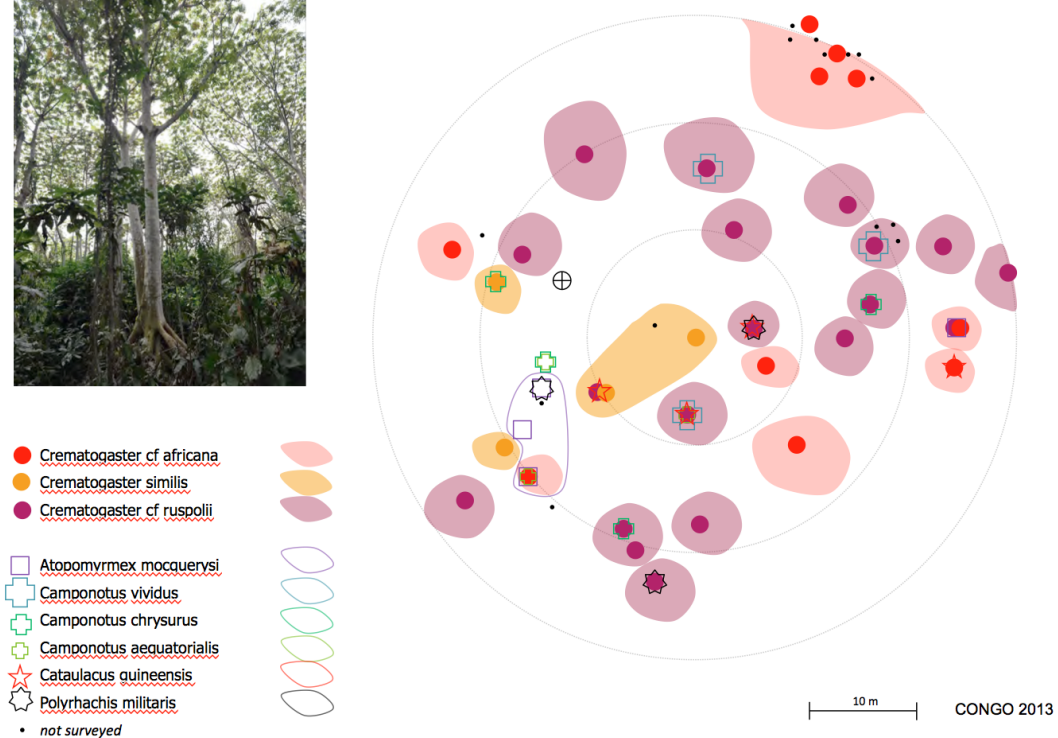 Crematogaster cf africana
Crematogaster similis
Crematogaster cf ruspolii
Atopomyrmex mocquerysi
Camponotus vividus
Camponotus chrysurus
Camponotus aequatorialis
Cataulacus guineensis
Polyrhachis militaris
not surveyed
10 m
CONGO 2013